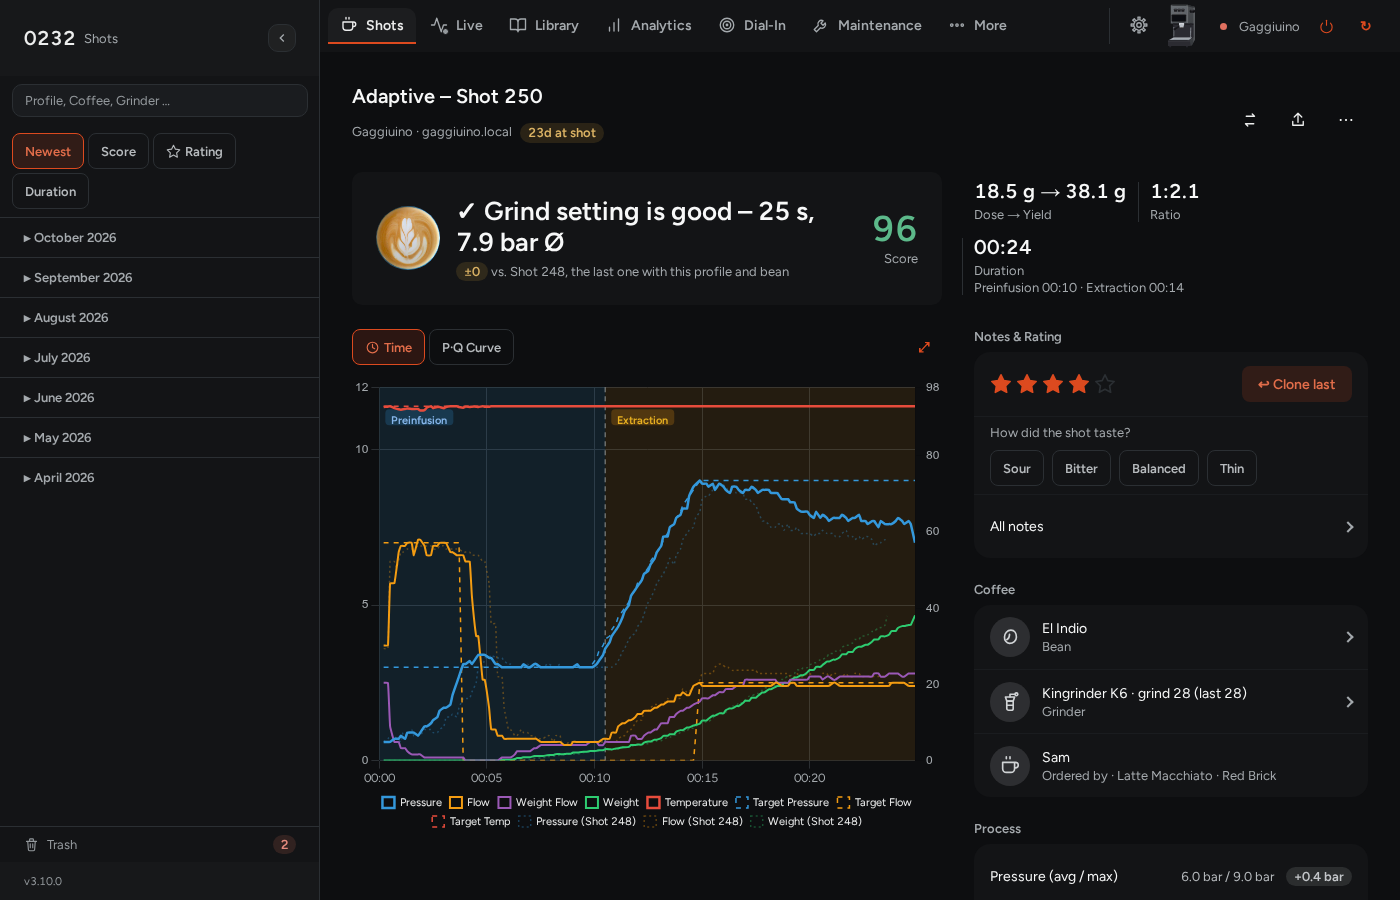 0232 Shots
Profile, Coffee, Grinder ...
Newest
Score
Rating
Duration
▸ October 2026
▸ September 2026
▸ August 2026
▸ July 2026
▸ June 2026
▸ May 2026
▸ April 2026
Trash 2
v3.10.0
Shots
Live
Library
Analytics
Dial-In
Maintenance
More
Gaggiuino
Adaptive – Shot 250
Gaggiuino · gaggiuino.local 23d at shot
✓ Grind setting is good – 25 s,
7.9 bar Ø
±0 vs. Shot 248, the last one with this profile and bean
96
Score
18.5 g → 38.1 g
Dose → Yield
1:2.1
Ratio
00:24
Duration
Preinfusion 00:10 · Extraction 00:14
Time
P·Q Curve
12
10
5
0
98
80
60
40
20
0
Preinfusion
Extraction
00:00
00:05
00:10
00:15
00:20
Pressure Flow Weight Flow Weight Temperature Target Pressure Target Flow
Target Temp Pressure (Shot 248) Flow (Shot 248) Weight (Shot 248)
Notes & Rating
↩ Clone last
How did the shot taste?
Sour
Bitter
Balanced
Thin
All notes
Coffee
El Indio
Bean
Kingrinder K6 · grind 28 (last 28)
Grinder
Sam
Ordered by · Latte Macchiato · Red Brick
Process
Pressure (avg / max) 6.0 bar / 9.0 bar +0.4 bar